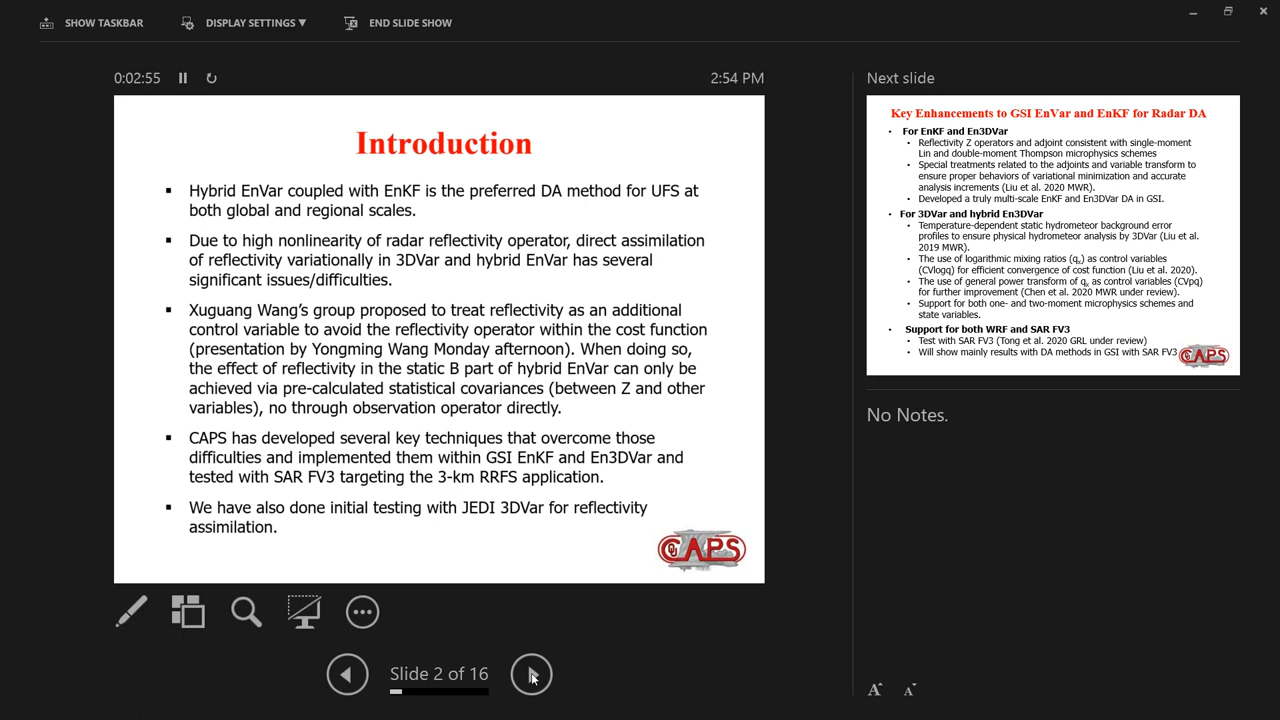 SHOW TASKBAR
DISPLAY SETTINGS ▼
END SLIDE SHOW
0:02:55
2:54 PM
Introduction
▪ Hybrid EnVar coupled with EnKF is the preferred DA method for UFS at
both global and regional scales.
▪ Due to high nonlinearity of radar reflectivity operator, direct assimilation
of reflectivity variationally in 3DVar and hybrid EnVar has several
significant issues/difficulties.
▪ Xuguang Wang’s group proposed to treat reflectivity as an additional
control variable to avoid the reflectivity operator within the cost function
(presentation by Yongming Wang Monday afternoon). When doing so,
the effect of reflectivity in the static B part of hybrid EnVar can only be
achieved via pre-calculated statistical covariances (between Z and other
variables), no through observation operator directly.
▪ CAPS has developed several key techniques that overcome those
difficulties and implemented them within GSI EnKF and En3DVar and
tested with SAR FV3 targeting the 3-km RRFS application.
▪ We have also done initial testing with JEDI 3DVar for reflectivity
assimilation.
CAPS
Slide 2 of 16
Next slide
Key Enhancements to GSI EnVar and EnKF for Radar DA
• For EnKF and En3DVar
• Reflectivity Z operators and adjoint consistent with single-moment
Lin and double-moment Thompson microphysics schemes
• Special treatments related to the adjoints and variable transform to
ensure proper behaviors of variational minimization and accurate
analysis increments (Liu et al. 2020 MWR).
• Developed a truly multi-scale EnKF and En3DVar DA in GSI.
• For 3DVar and hybrid En3DVar
• Temperature-dependent static hydrometeor background error
profiles to ensure physical hydrometeor analysis by 3DVar (Liu et al.
2019 MWR).
• The use of logarithmic mixing ratios (qx) as control variables
(CVlogq) for efficient convergence of cost function (Liu et al. 2020).
• The use of general power transform of qx as control variables (CVpq)
for further improvement (Chen et al. 2020 MWR under review).
• Support for both one- and two-moment microphysics schemes and
state variables.
• Support for both WRF and SAR FV3
• Test with SAR FV3 (Tong et al. 2020 GRL under review)
• Will show mainly results with DA methods in GSI with SAR FV3
CAPS
No Notes.
A A